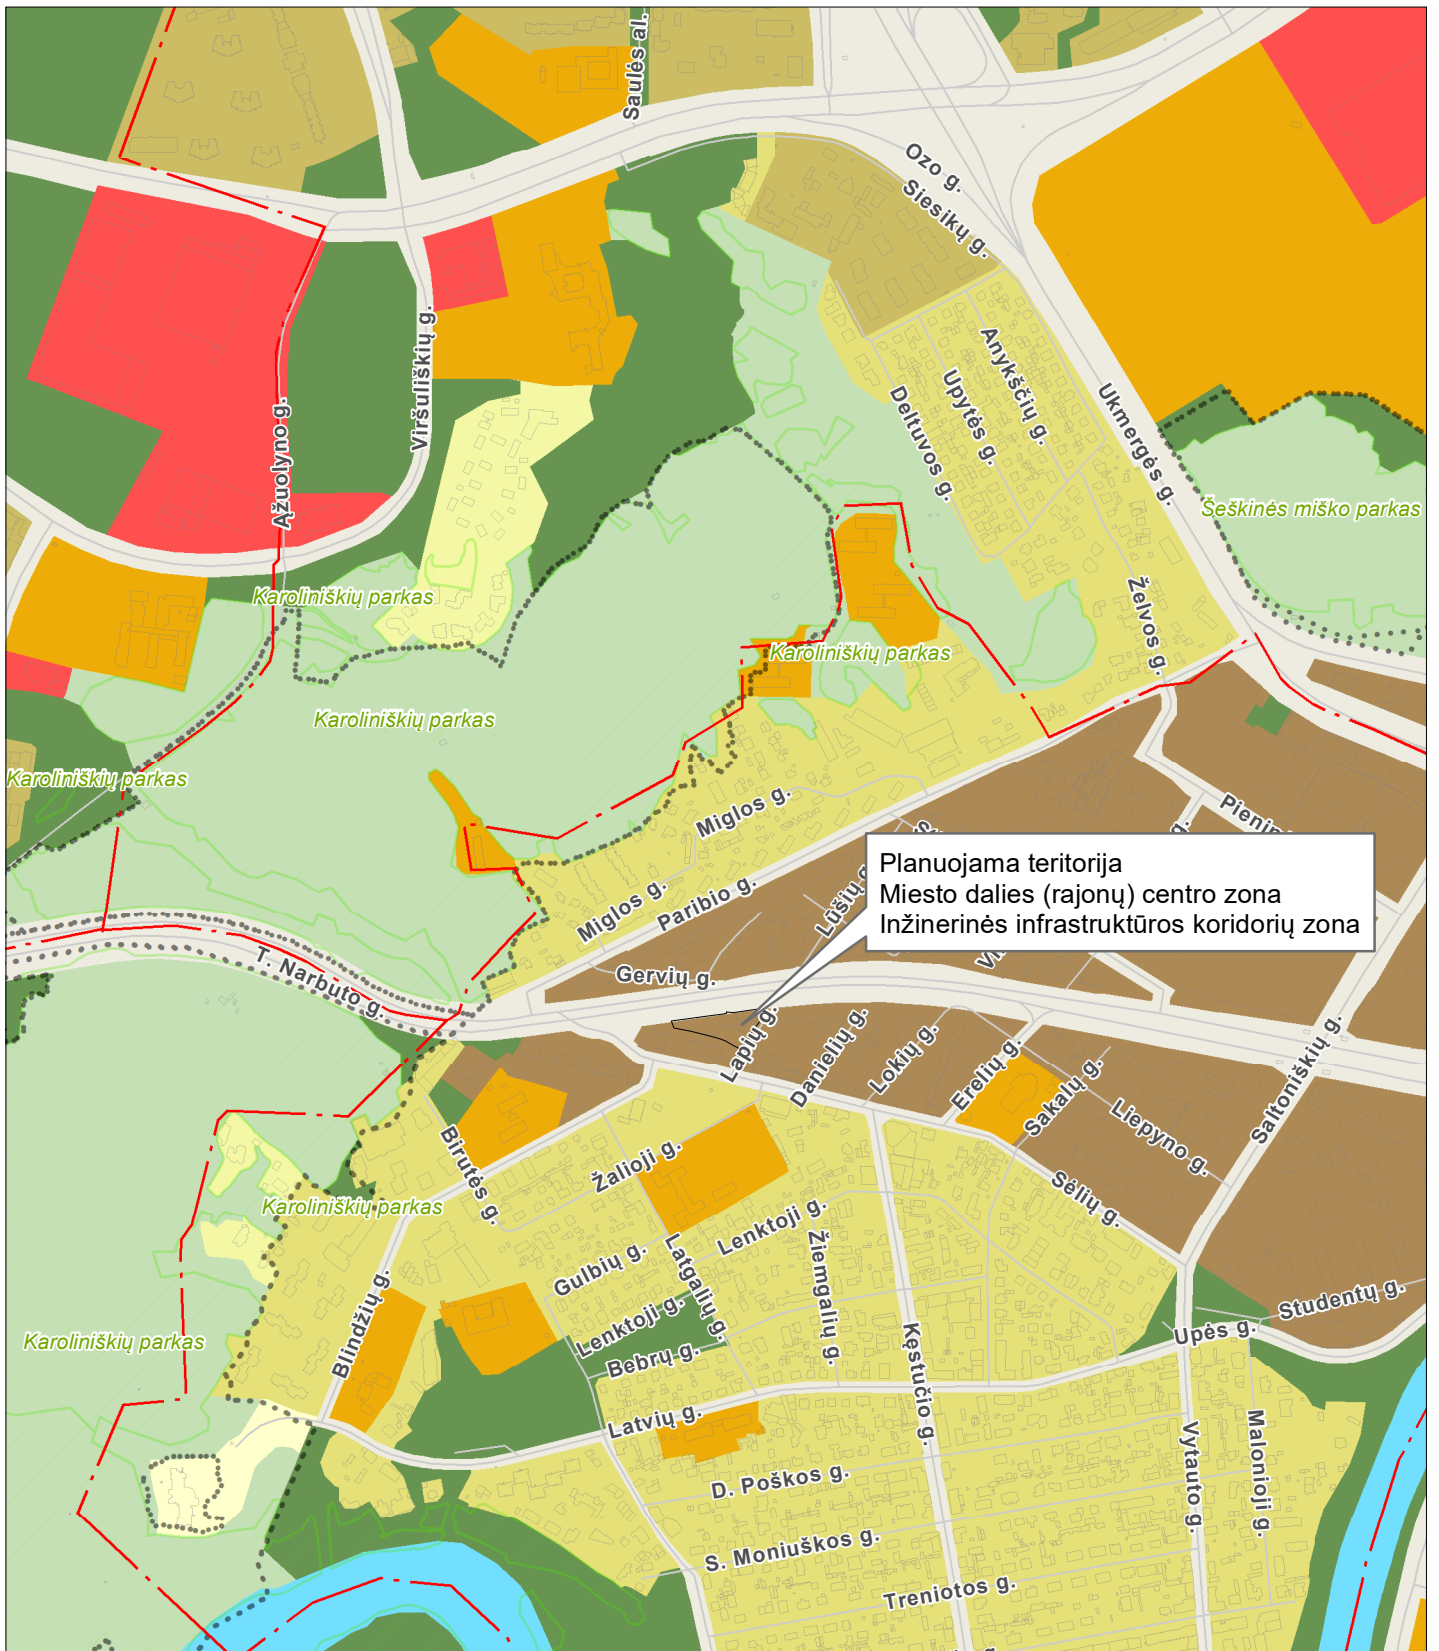 Saulės al.
Ozo g.
Siesikų g.
Viršuliškių g.
Ąžuolyno g.
Anykščių g.
Upytės g.
Deltuvos g.
Ukmergės g.
Šeškinės miško parkas
Želvos g.
Karoliniškių parkas
Karoliniškių parkas
Karoliniškių parkas
Karoliniškių parkas
Miglos g.
Miglos g.
Paribio g.
Lūšių g.
g.
Planuojama teritorija
Miesto dalies (rajonų) centro zona
Inžinerinės infrastruktūros koridorių zona
T. Narbuto g.
Gervių g.
Lapių g.
Danielių g.
Lokių g.
Erelių g.
Sakalų g.
Liepyno g.
Saltoniškių g.
Sėlių g.
Birutės g.
Žalioji g.
Karoliniškių parkas
Lenktoji g.
Gulbių g.
Latgalių g.
Žiemgalių g.
Lenktoji g.
Bebrų g.
Blindžių g.
Karoliniškių parkas
Studentų g.
Upės g.
Kęstučio g.
Latvių g.
Vytauto g.
Malonioji g.
D. Poškos g.
S. Moniuškos g.
Treniotos g.